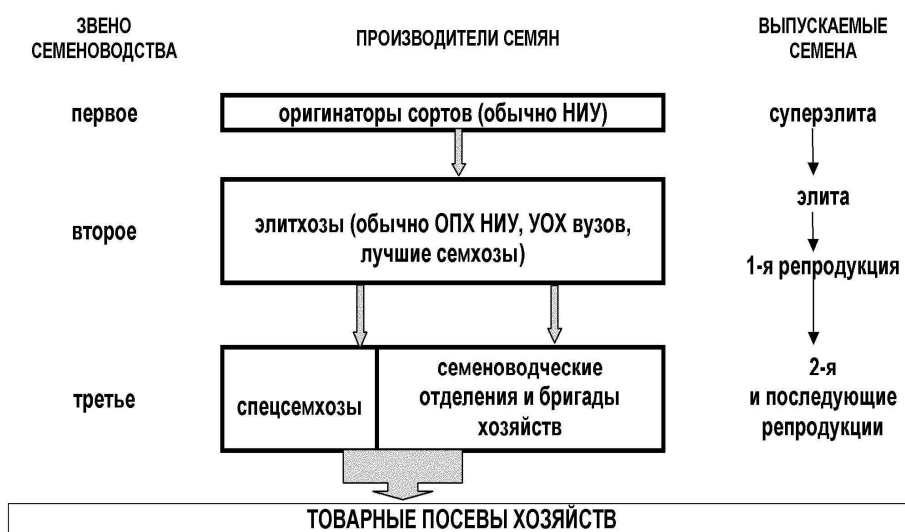 ЗВЕНО
СЕМЕНОВОДСТВА
ПРОИЗВОДИТЕЛИ СЕМЯН
ВЫПУСКАЕМЫЕ
СЕМЕНА
первое
оригинаторы сортов (обычно НИУ)
суперэлита
второе
элитхозы (обычно ОПХ НИУ, УОХ вузов,
лучшие семхозы)
элита
1-я репродукция
третье
спецсемхозы
семеноводческие
отделения и бригады
хозяйств
2-я
и последующие
репродукции
ТОВАРНЫЕ ПОСЕВЫ ХОЗЯЙСТВ